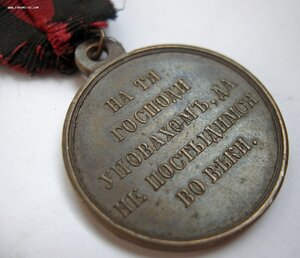 НА ТЯ
ГОСПОДИ
УПОВАХОМЪ, ДА
НЕ ПОСТЫДИМСЯ
ВО ВѢКИ.